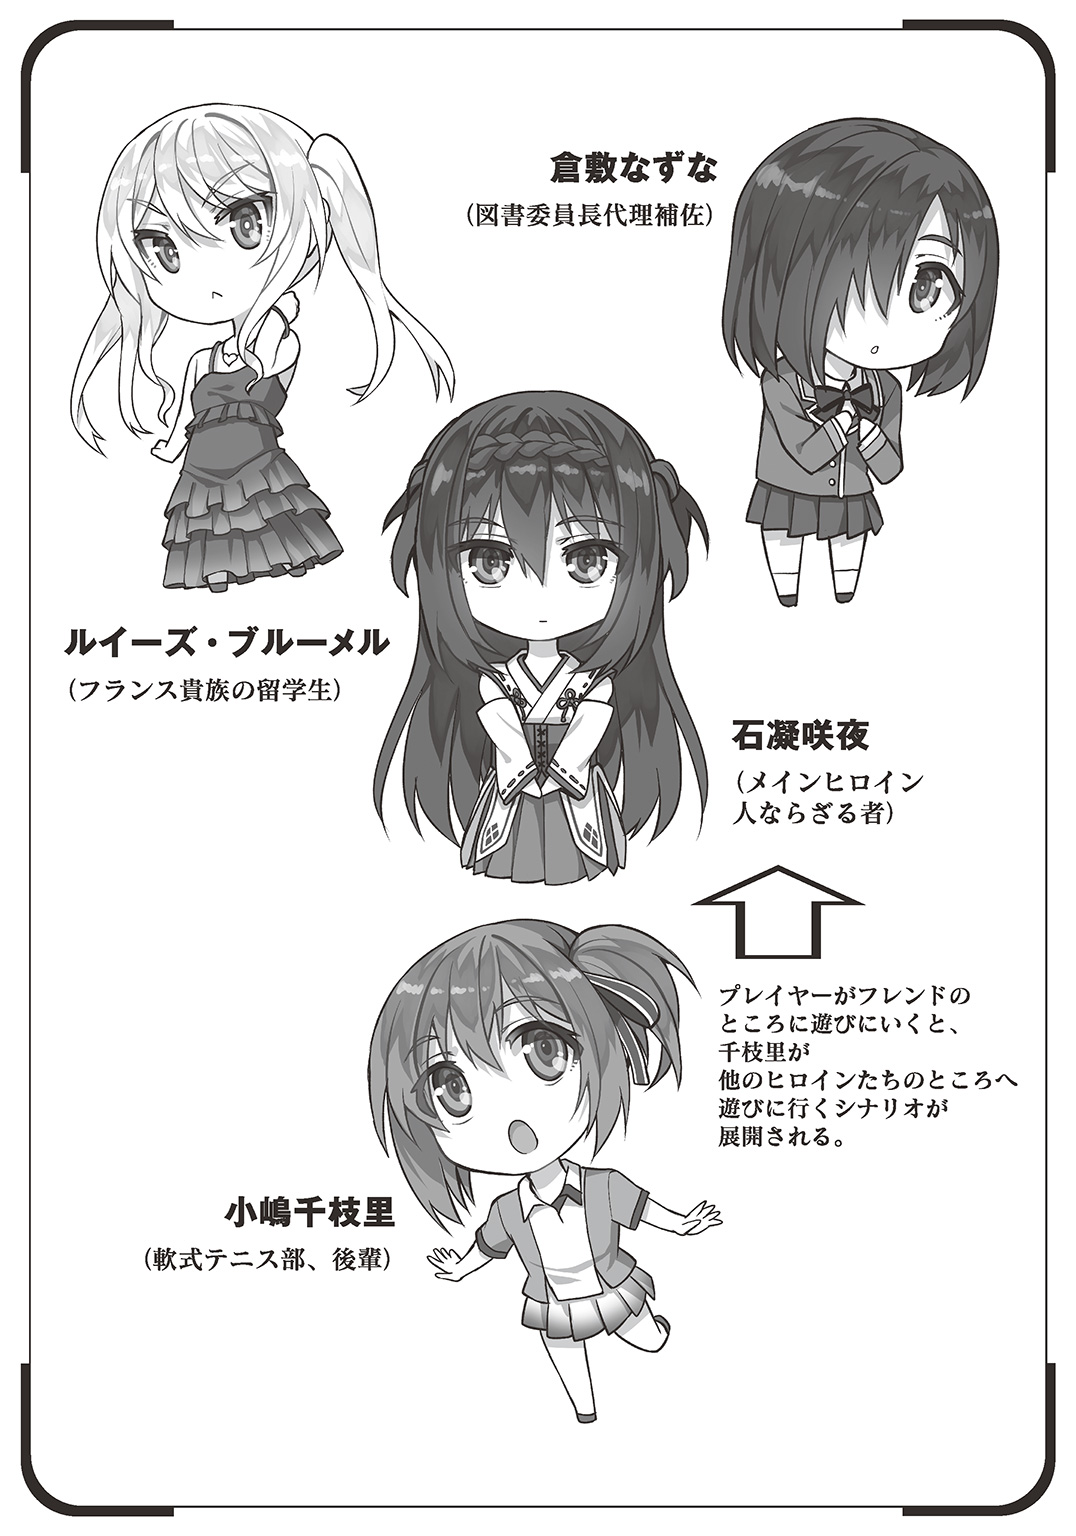 倉敷なずな
（図書委員長代理補佐）
ルイーズ・ブルーメル
（フランス貴族の留学生）
石凝咲夜
（メインヒロイン
人ならざる者）
プレイヤーがフレンドの
ところに遊びにいくと、
千枝里が
他のヒロインたちのところへ
遊びに行くシナリオが
展開される。
小嶋千枝里
（軟式テニス部、後輩）